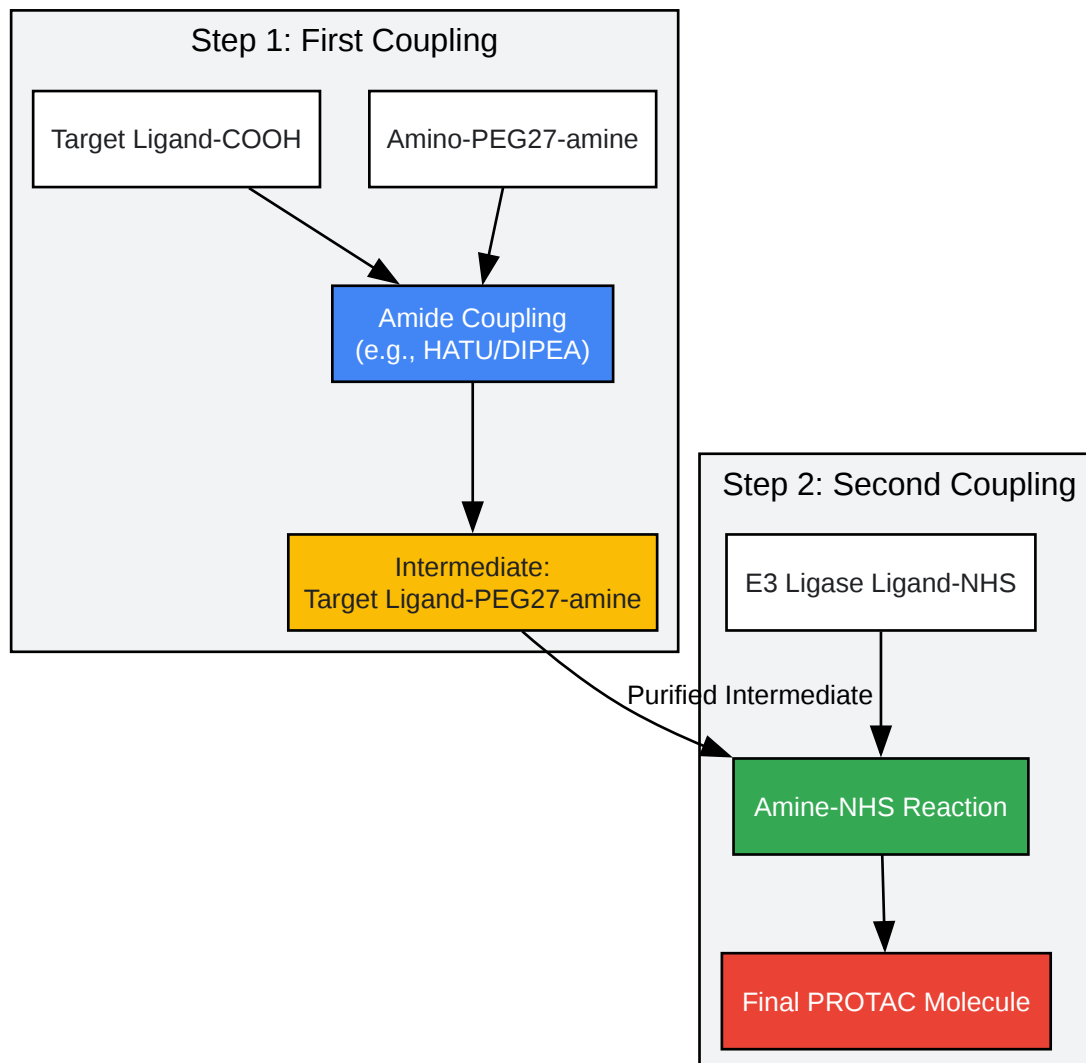 Step 1: First Coupling
Target Ligand-COOH
Amino-PEG27-amine
Amide Coupling
(e.g., HATU/DIPEA)
Intermediate:
Target Ligand-PEG27-amine
Step 2: Second Coupling
E3 Ligase Ligand-NHS
Purified Intermediate
Amine-NHS Reaction
Final PROTAC Molecule